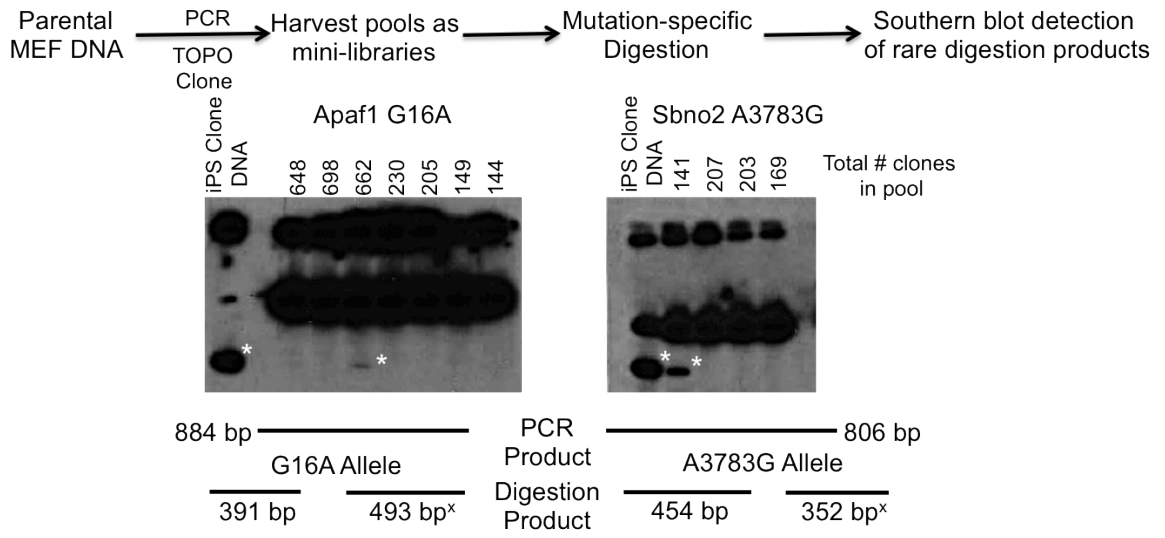 Parental
MEF DNA
PCR
TOPO
Clone
Harvest pools as
mini-libraries
Mutation-specific
Digestion
Southern blot detection
of rare digestion products
Apaf1 G16A
iPS Clone
DNA
648
698
662
230
205
149
144
*
*
Sbno2 A3783G
iPS Clone
DNA
141
207
203
169
Total # clones
in pool
*
*
884 bp
PCR
Product
806 bp
G16A Allele
A3783G Allele
391 bp
493 bpˣ
Digestion
Product
454 bp
352 bpˣ